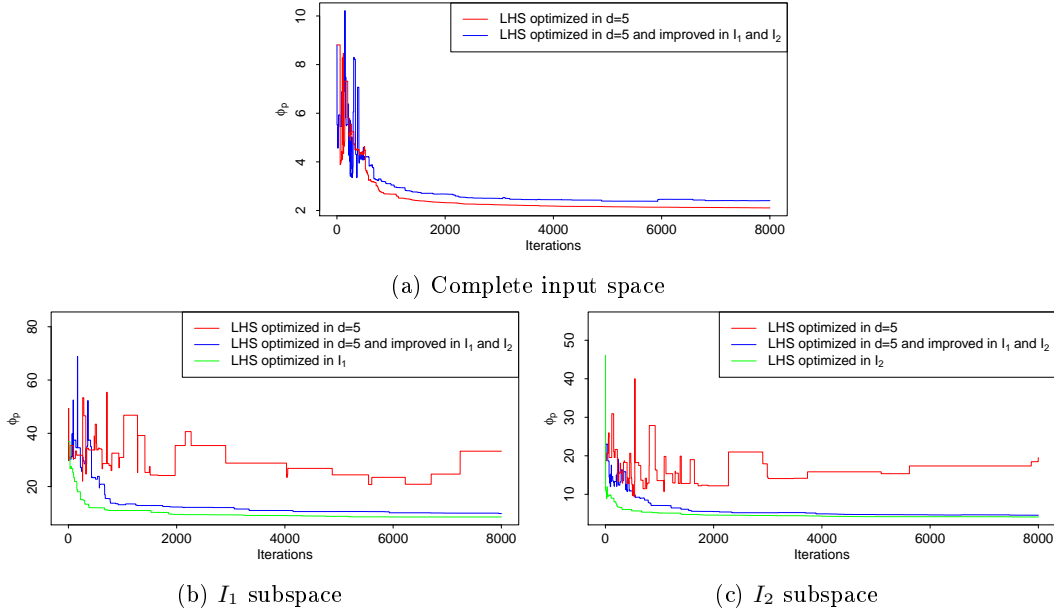 LHS optimized in d=5
LHS optimized in d=5 and improved in I₁ and I₂
ϕₚ
10
8
6
4
2
0
2000
4000
6000
8000
Iterations
(a) Complete input space
LHS optimized in d=5
LHS optimized in d=5 and improved in I₁ and I₂
LHS optimized in I₁
ϕₚ
80
60
40
20
0
2000
4000
6000
8000
Iterations
(b) I₁ subspace
LHS optimized in d=5
LHS optimized in d=5 and improved in I₁ and I₂
LHS optimized in I₂
ϕₚ
50
40
30
20
10
0
2000
4000
6000
8000
Iterations
(c) I₂ subspace